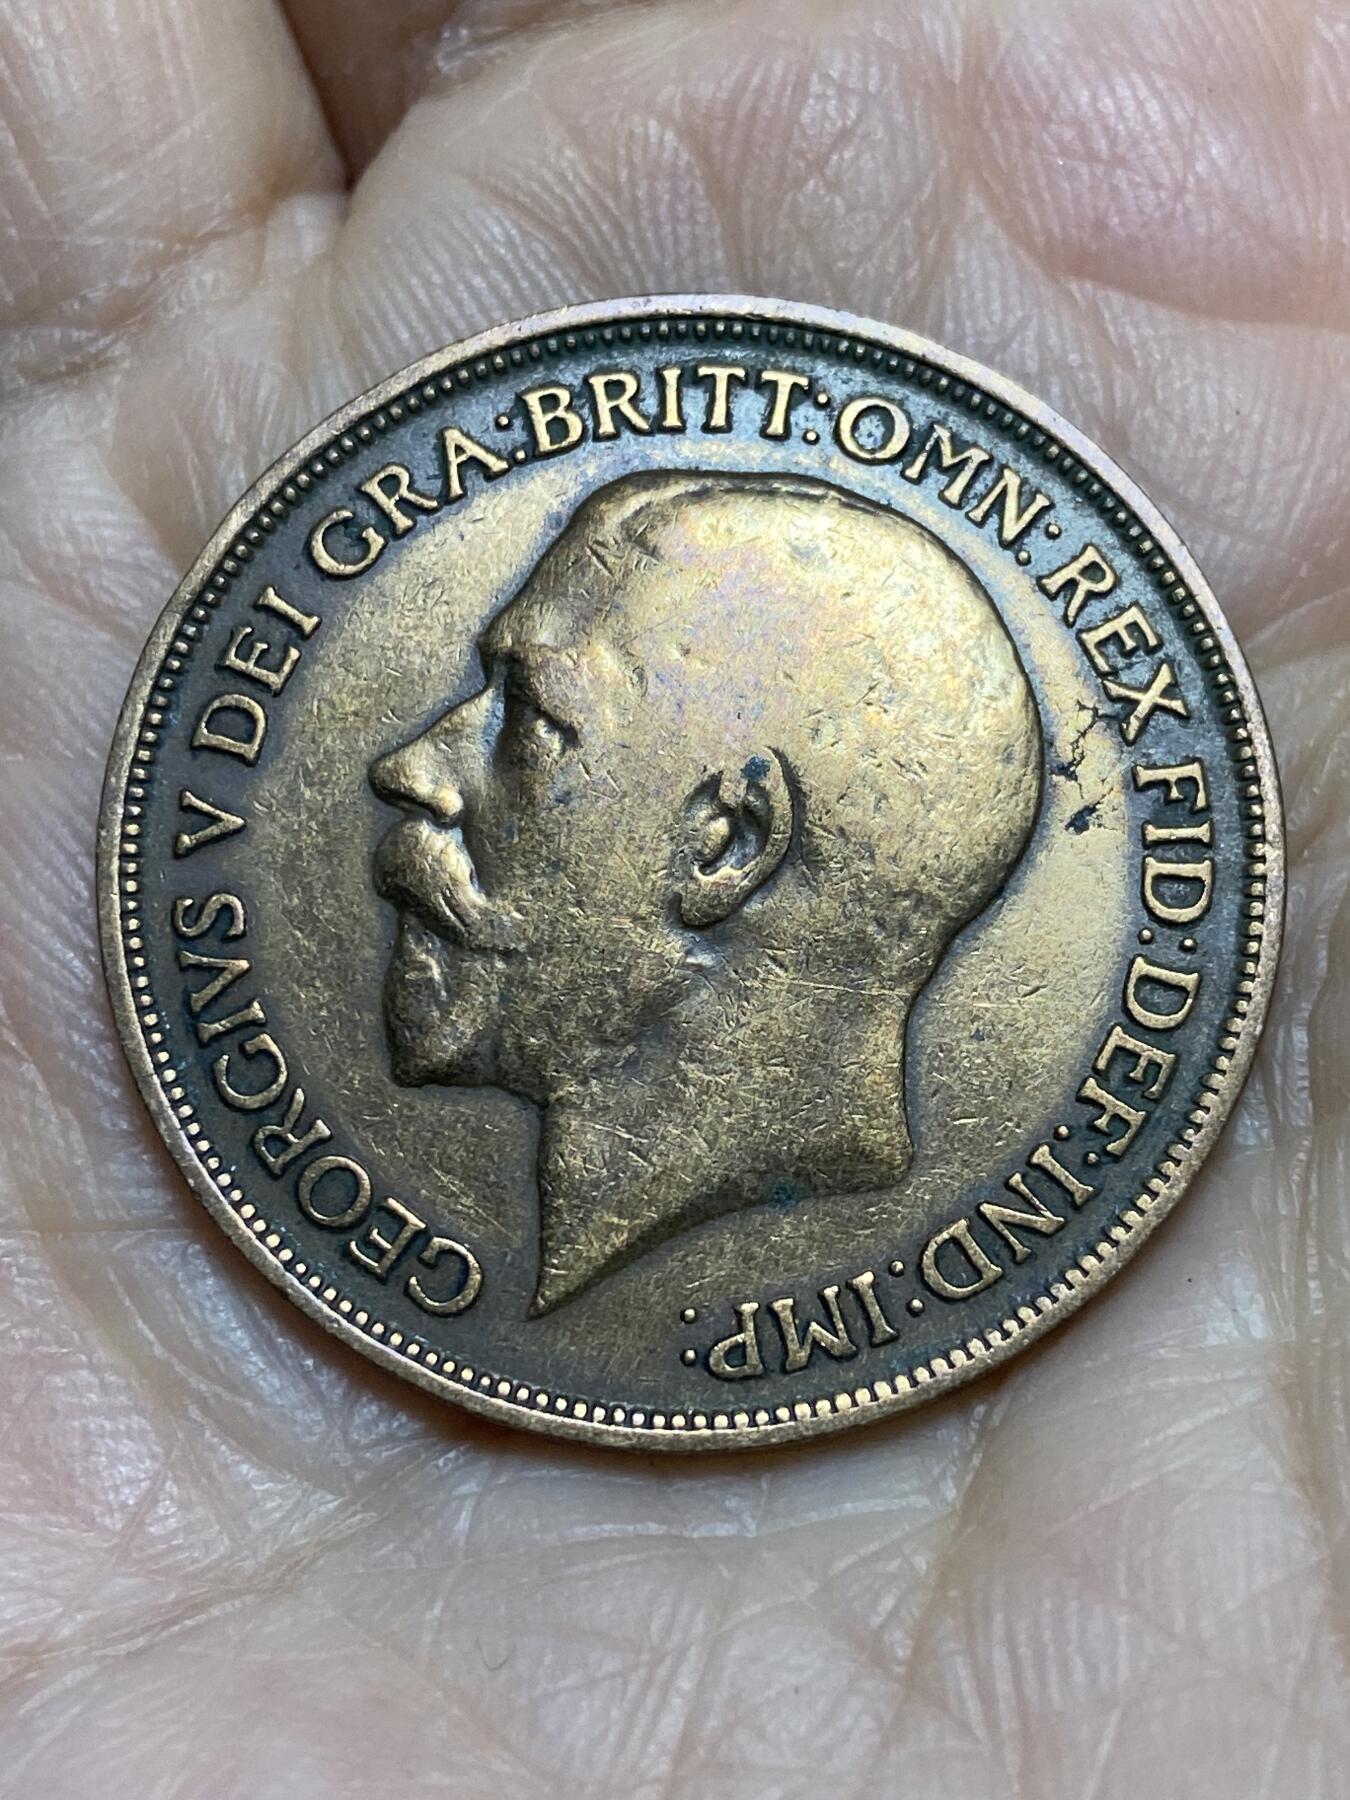 GEORGIVS V DEI GRA: BRITT: OMN: REX FID: DEF: IND: IMP: